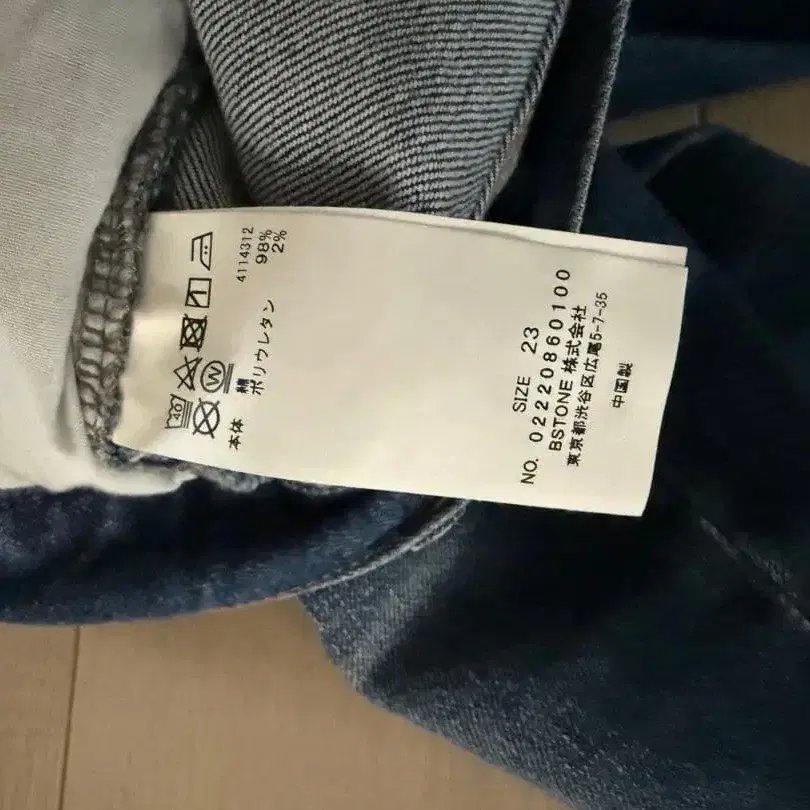 SIZE 23
NO. 02220860100
BSTONE 株式会社
東京都渋谷区広尾5-7-35
中国製
40
W
本体 綿 98%
ポリウレタン 2%
4114312